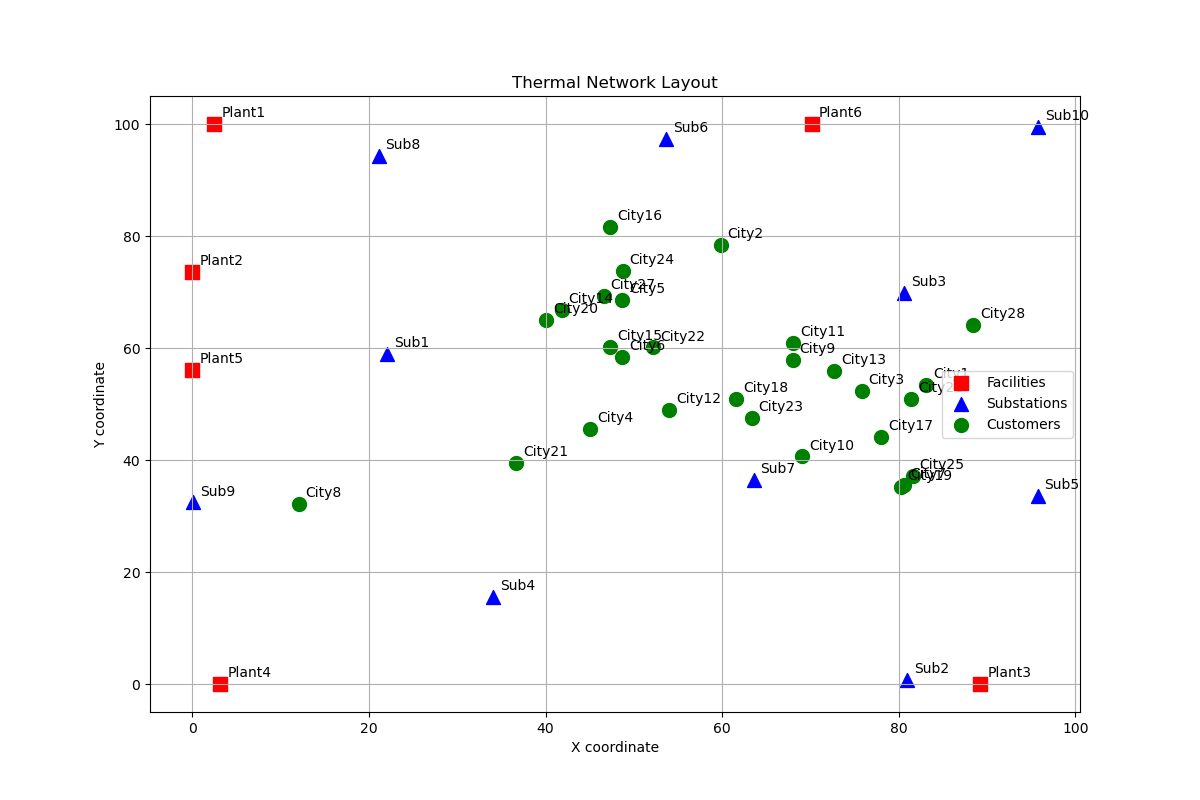 Thermal Network Layout
Plant1
Plant6
Sub10
Sub6
Sub8
City16
City2
City24
Plant2
Sub3
City27
City5
City14
City20
City28
City15
City22
City6
City11
Sub1
City9
Plant5
City13
City1
City3
City18
City12
City23
City4
City17
City10
City21
City25
Sub7
City7
City19
Sub9
City8
Sub5
Sub4
Plant4
Sub2
Plant3
Facilities
Substations
Customers
100
80
60
40
20
0
Y coordinate
0
20
40
60
80
100
X coordinate